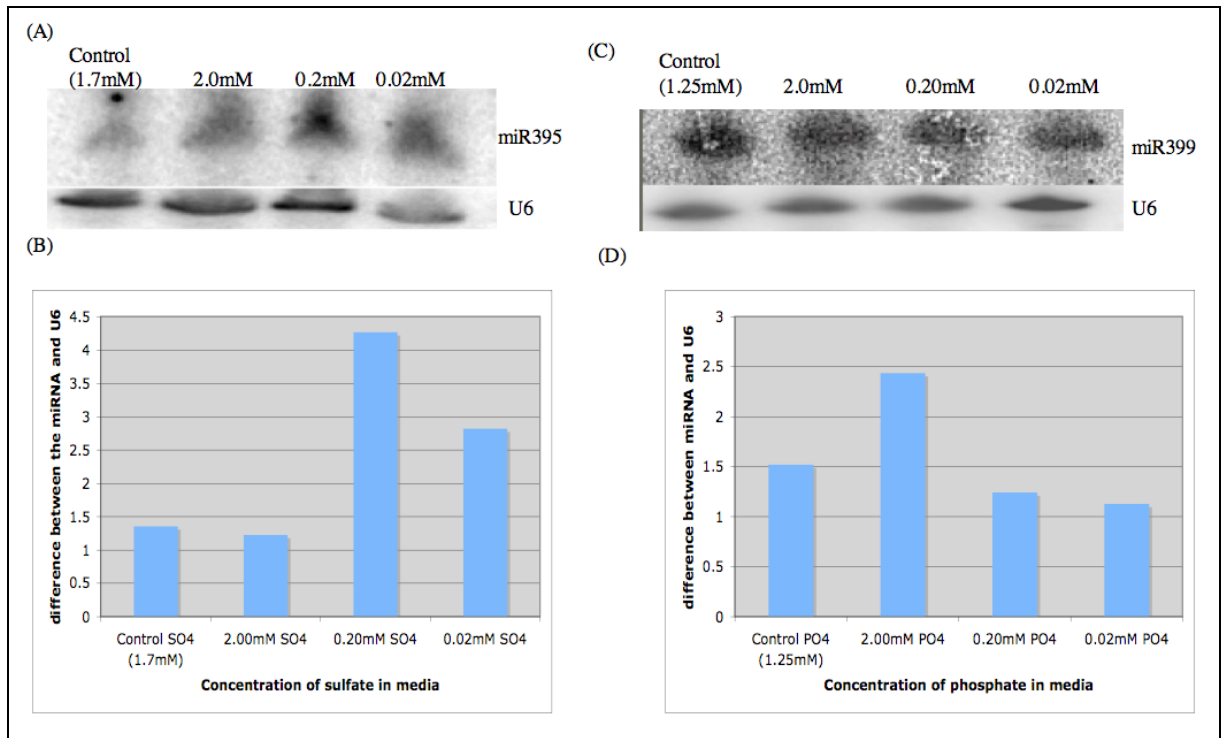 (A)
Control
(1.7mM) 2.0mM 0.2mM 0.02mM
miR395
U6
(B)
4.5
4
3.5
3
2.5
2
1.5
1
0.5
0
difference between the miRNA and U6
Control SO4
(1.7mM)
2.00mM SO4
0.20mM SO4
0.02mM SO4
Concentration of sulfate in media
(C)
Control
(1.25mM) 2.0mM 0.20mM 0.02mM
miR399
U6
(D)
3
2.5
2
1.5
1
0.5
0
difference between miRNA and U6
Control PO4
(1.25mM)
2.00mM PO4
0.20mM PO4
0.02mM PO4
Concentration of phosphate in media